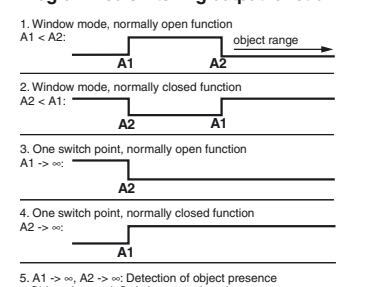 1. Window mode, normally open function
A1 < A2:
object range
A1 A2
2. Window mode, normally closed function
A2 < A1:
A2 A1
3. One switch point, normally open function
A1 -> ∞:
A2
4. One switch point, normally closed function
A2 -> ∞:
A1
5. A1 -> ∞, A2 -> ∞: Detection of object presence